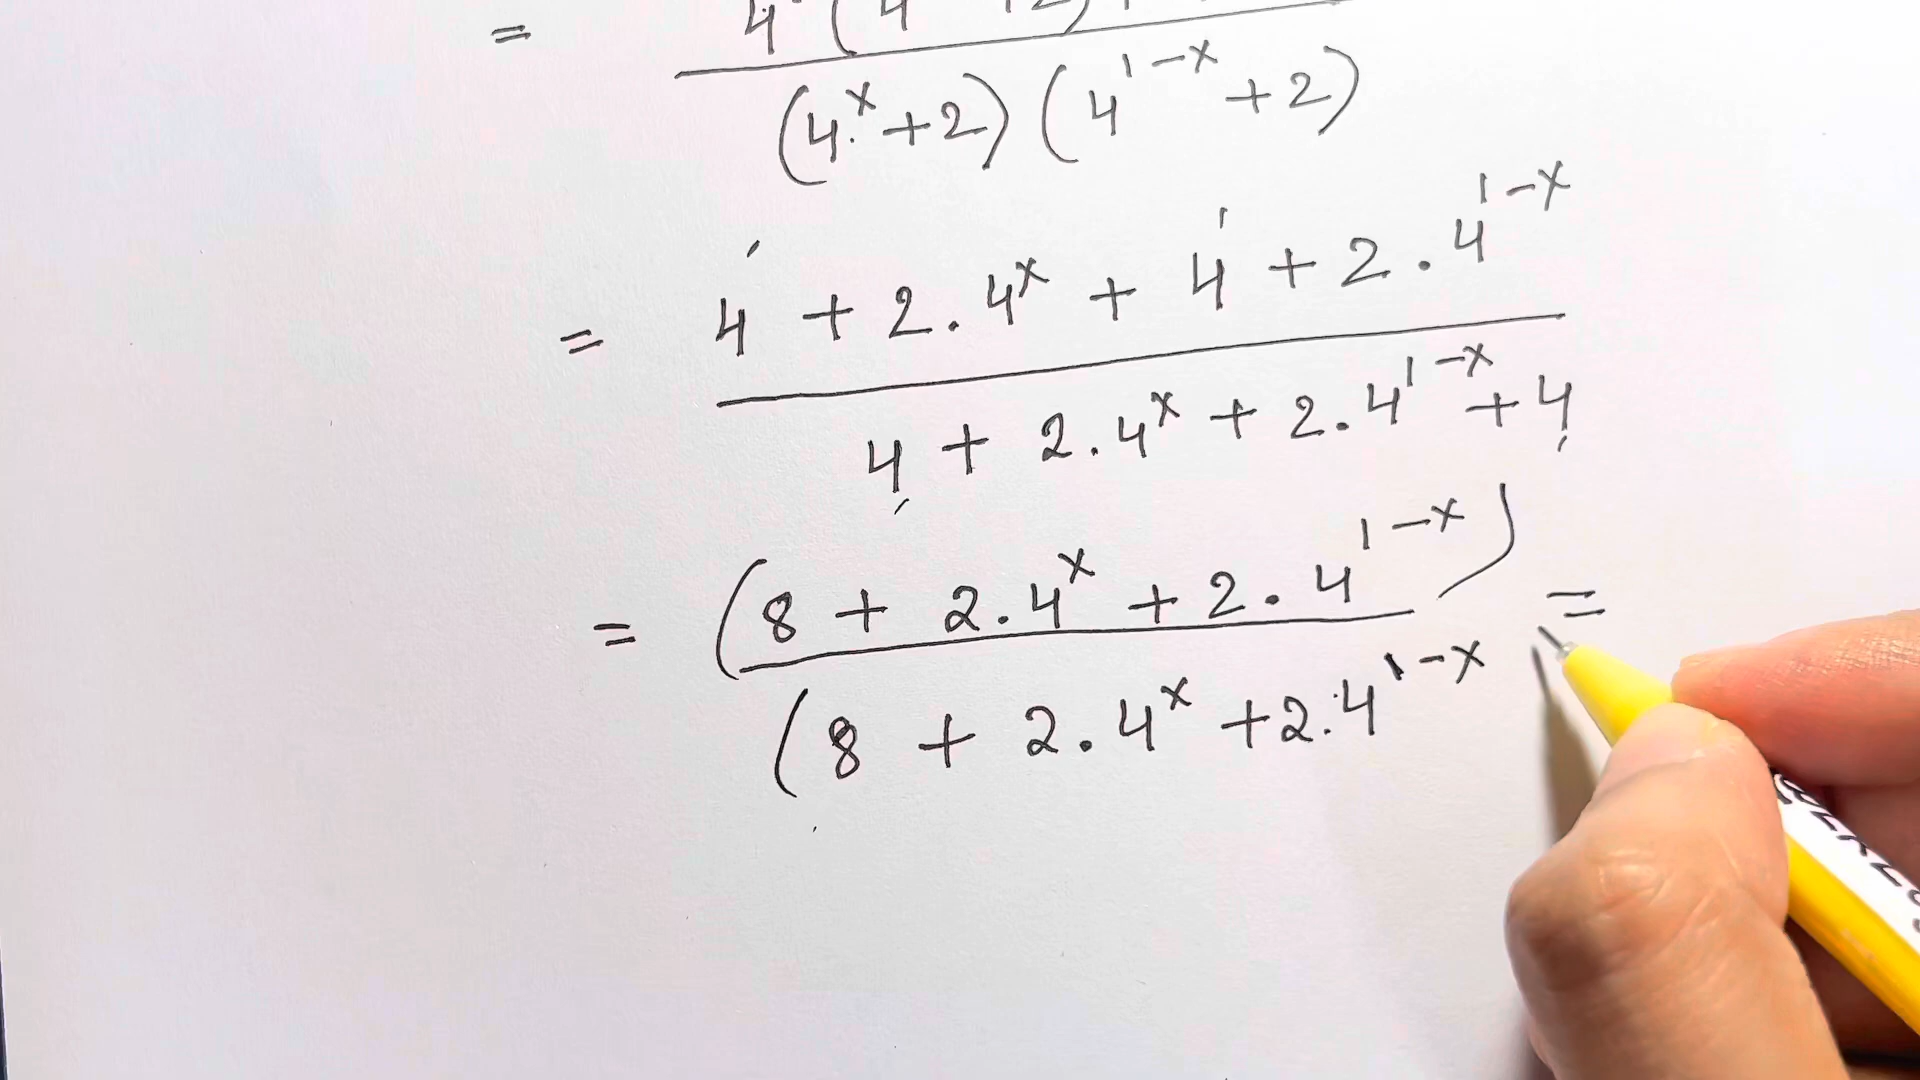 =
(4^x + 2) (4^{1-x} + 2)
= 4 + 2 . 4^x + 4 + 2 . 4^{1-x}
4 + 2 . 4^x + 2 . 4^{1-x} + 4
= (8 + 2 . 4^x + 2 . 4^{1-x}) =
(8 + 2 . 4^x + 2 . 4^{1-x}